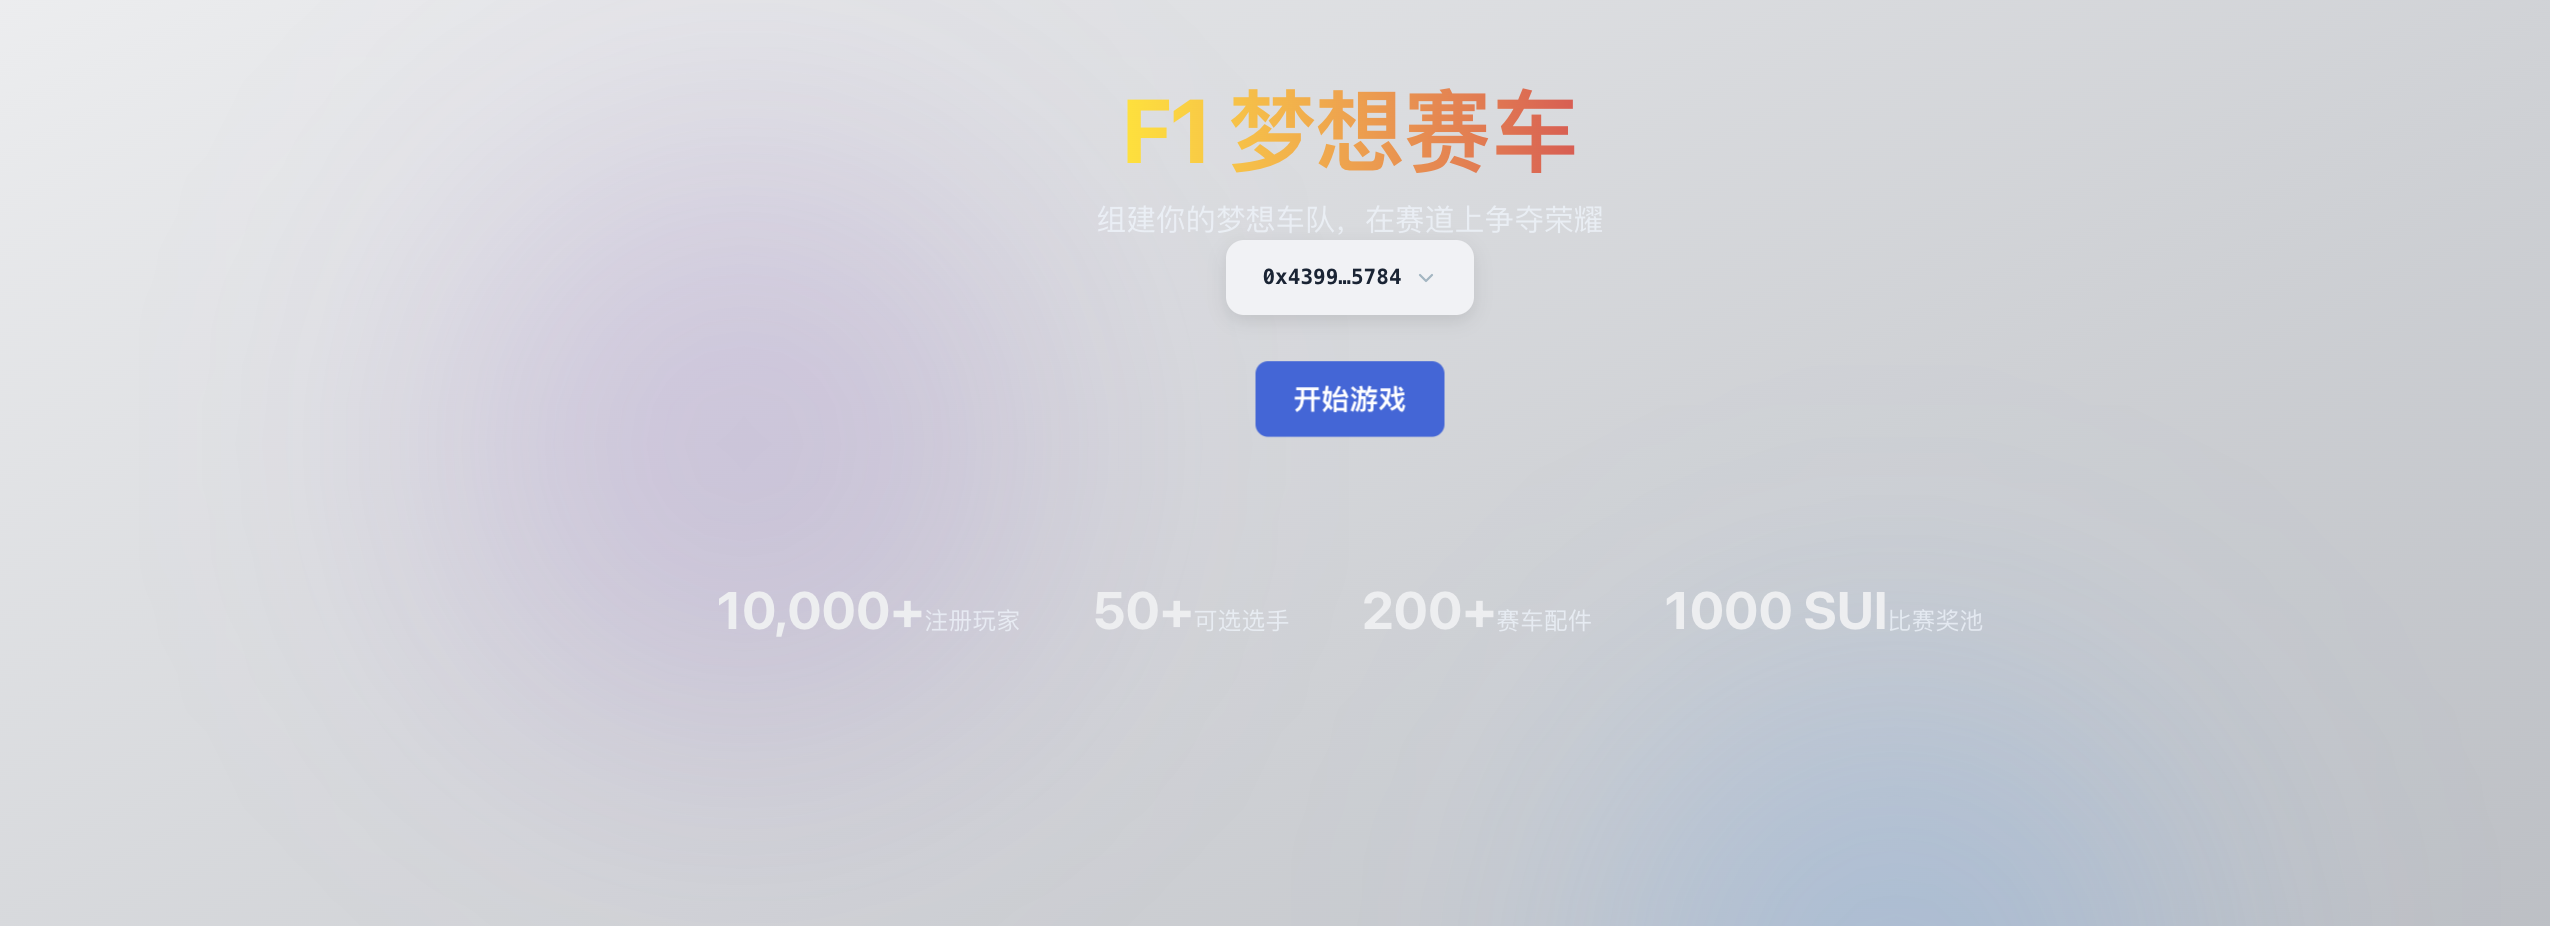 F1 梦想赛车
组建你的梦想车队，在赛道上争夺荣耀
0x4399…5784
开始游戏
10,000+注册玩家 50+可选选手 200+赛车配件 1000 SUI比赛奖池